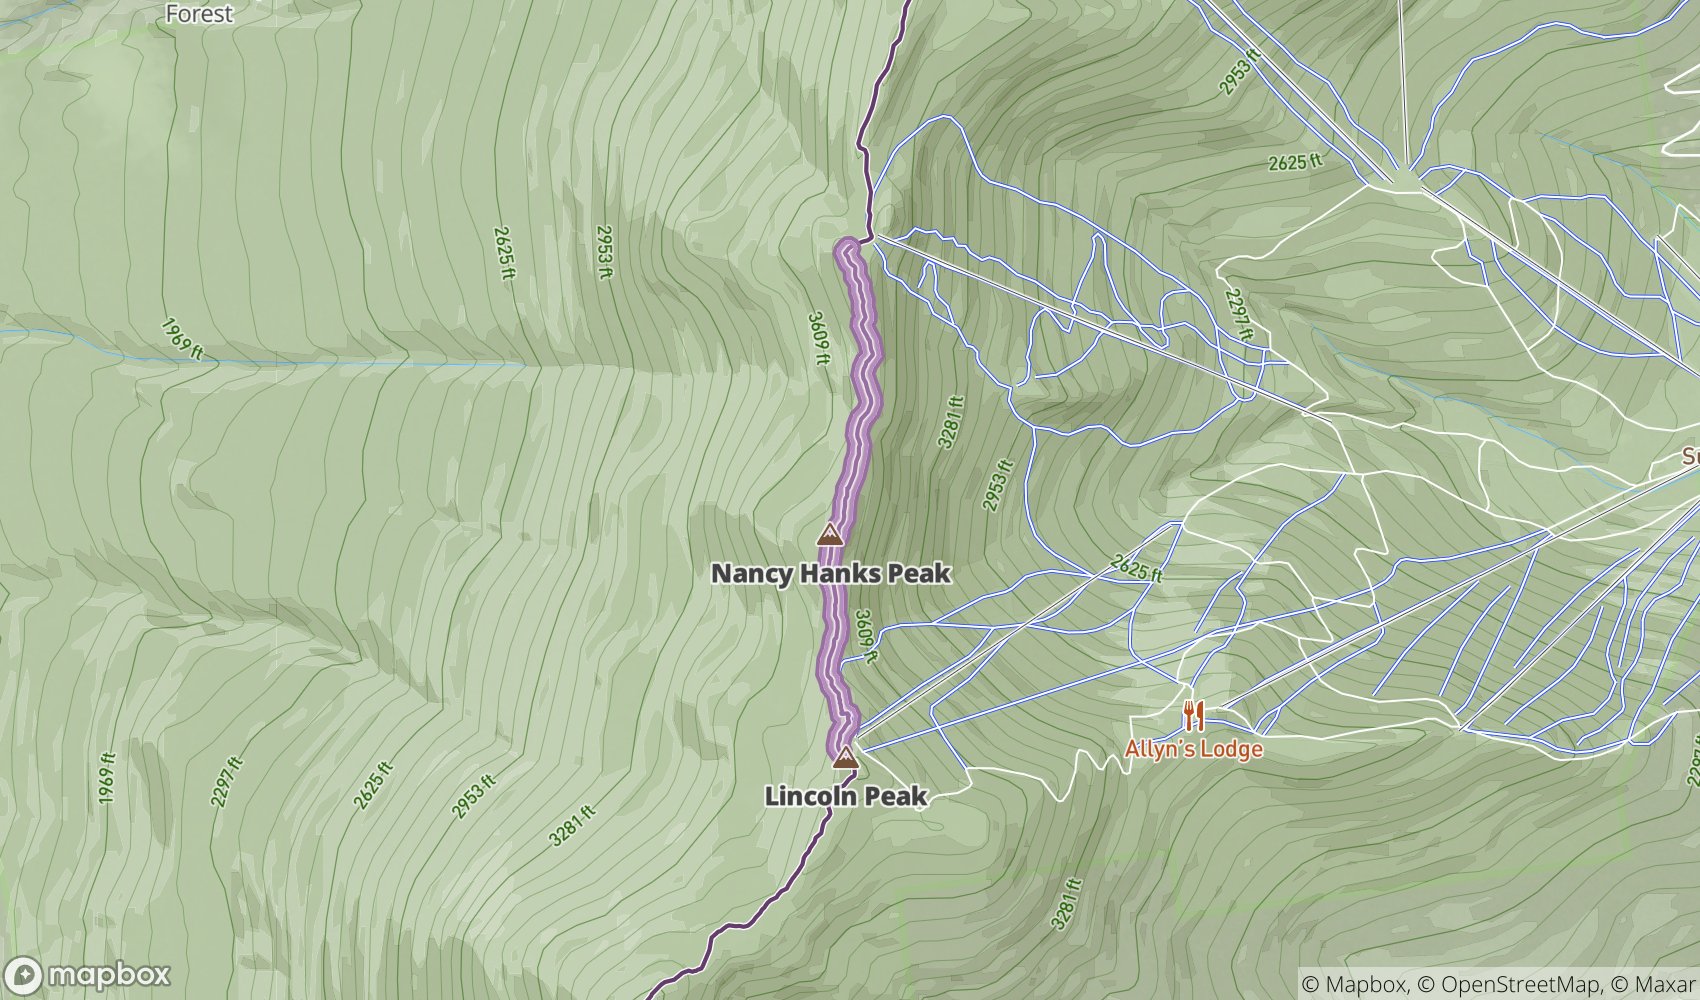 Forest
2953 ft
2625 ft
2625 ft
2953 ft
2297 ft
1969 ft
3609 ft
3281 ft
2953 ft
Nancy Hanks Peak
2625 ft
3609 ft
Allyn's Lodge
Lincoln Peak
1969 ft
2297 ft
2625 ft
2953 ft
3281 ft
3281 ft
mapbox
© Mapbox, © OpenStreetMap, © Maxar